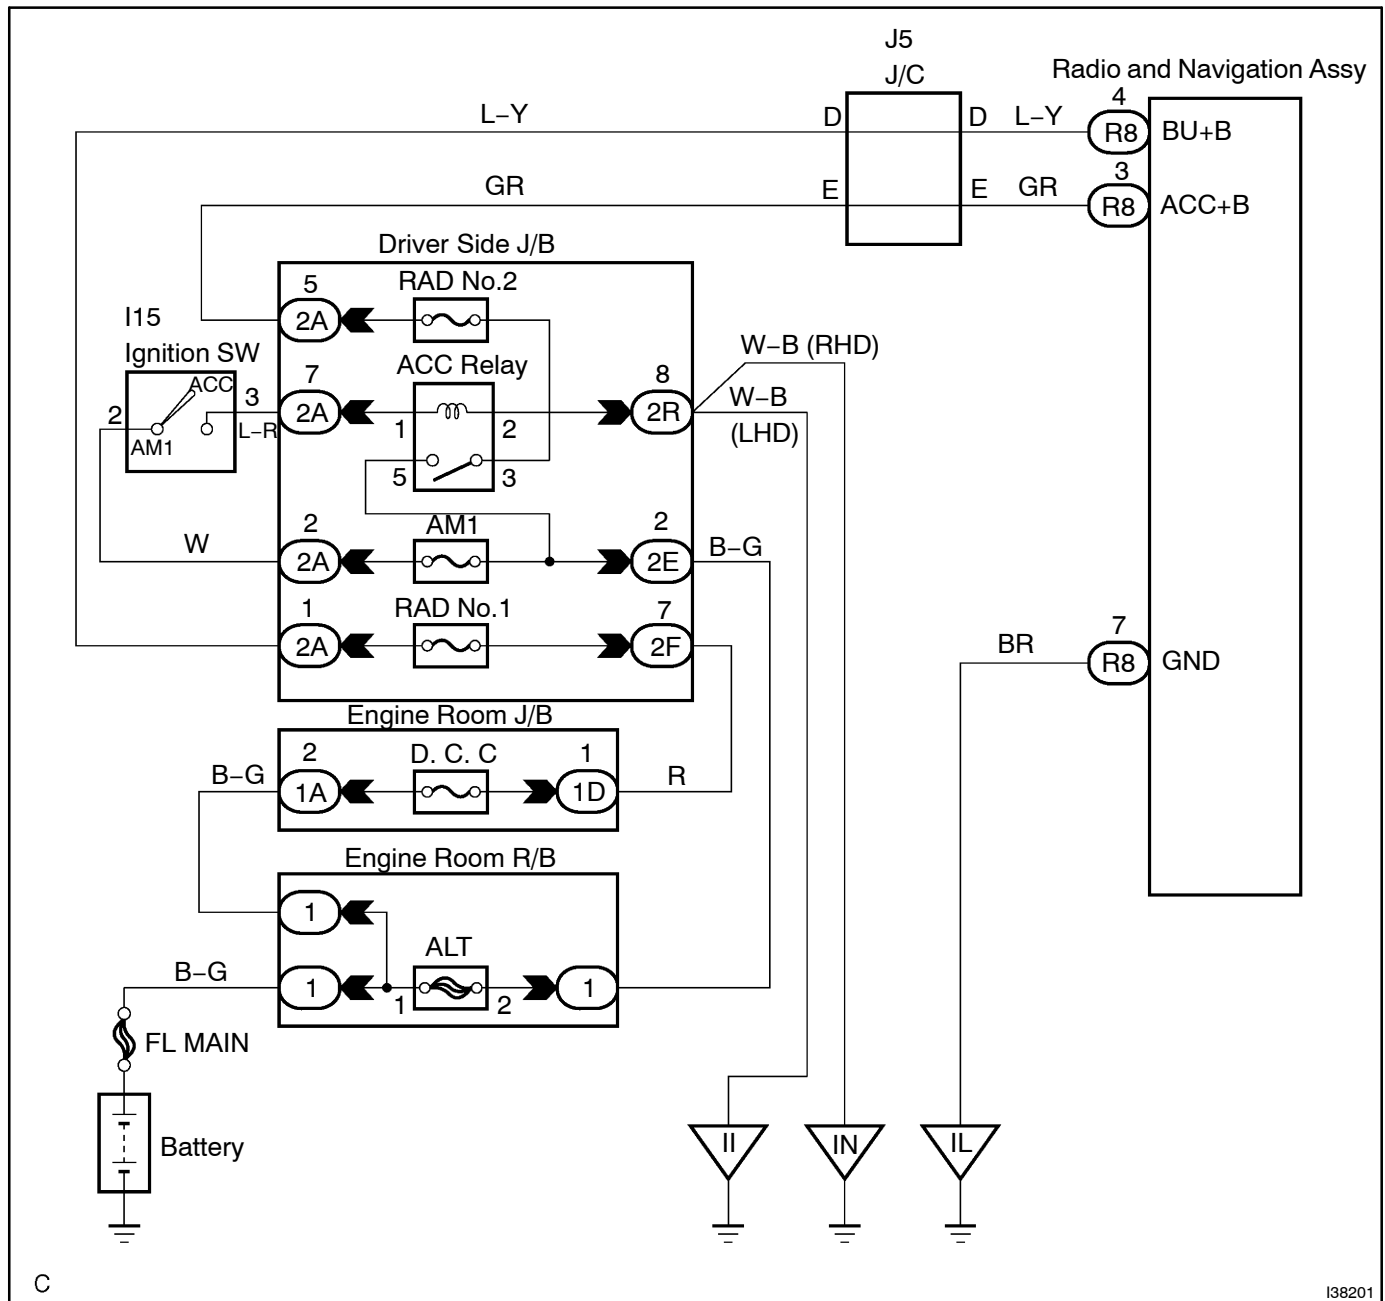 J5
J/C
Radio and Navigation Assy
L−Y
D
D
L−Y
4
R8
BU+B
GR
E
E
GR
3
R8
ACC+B
Driver Side J/B
5
2A
RAD No.2
I15
Ignition SW
ACC
2
AM1
3
L−R
7
2A
ACC Relay
1
2
5
3
8
2R
W−B (RHD)
W−B
(LHD)
W
2
2A
AM1
2
2E
B−G
1
2A
RAD No.1
7
2F
BR
7
R8
GND
Engine Room J/B
B−G
2
1A
D. C. C
1
1D
R
Engine Room R/B
1
ALT
B−G
1
1
2
1
FL MAIN
Battery
II
IN
IL
C
I38201